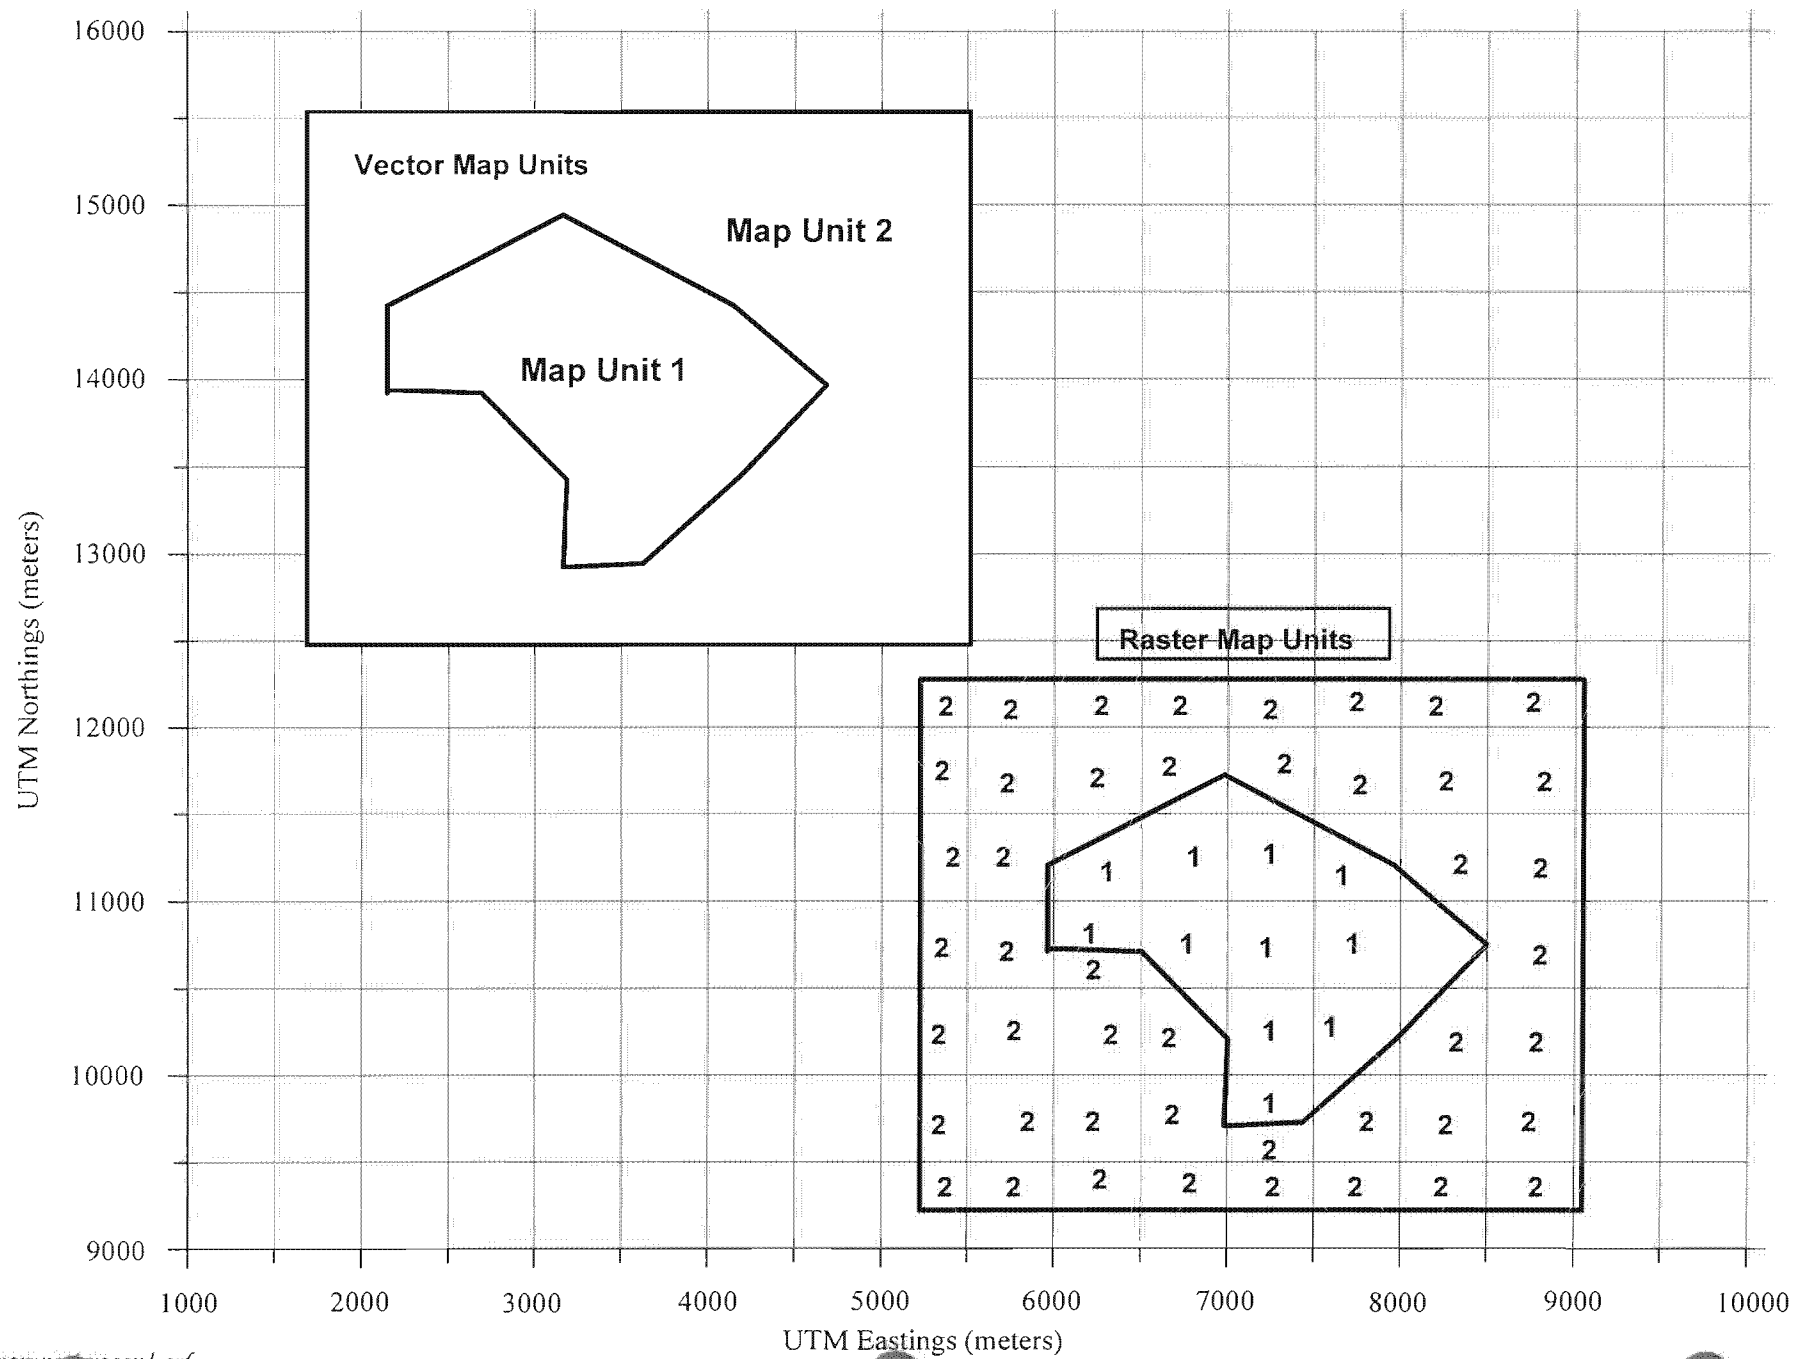 16000
15000
14000
13000
12000
11000
10000
9000
UTM Northings (meters)
Vector Map Units
Map Unit 2
Map Unit 1
Raster Map Units
2 2 2 2 2 2 2 2
2 2 2 2 2 2 2 2
2 2 1 1 1 1 2 2
2 2 1 1 1 1 2
2
2 2 2 2 1 1 2 2
2 2 2 2 1 2 2 2
2
2 2 2 2 2 2 2 2
1000 2000 3000 4000 5000 6000 7000 8000 9000 10000
UTM Eastings (meters)